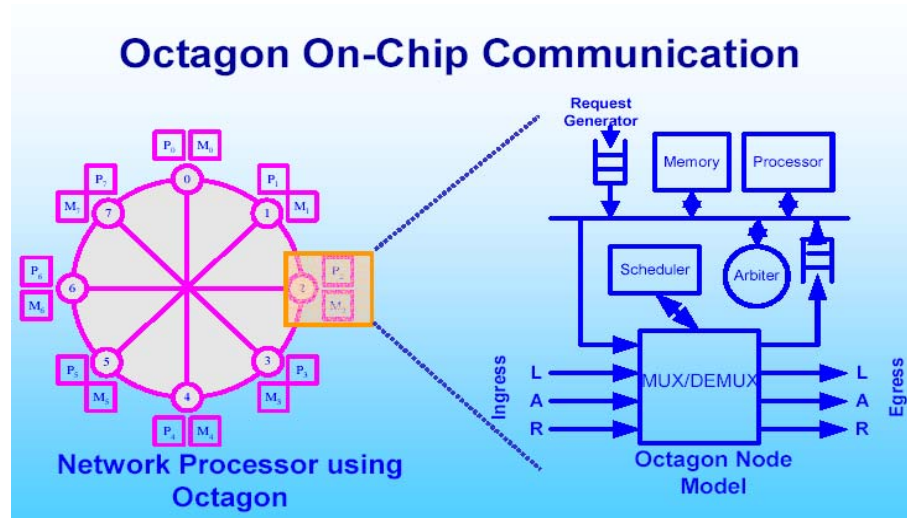 Octagon On-Chip Communication
P₀ M₀
0
P₇
M₇
7
P₁
M₁
1
P₆
M₆
6
2
P₂
M₂
P₅
M₅
5
3
P₃
M₃
4
P₄ M₄
Network Processor using
Octagon
Request
Generator
Memory
Processor
Scheduler
Arbiter
MUX/DEMUX
Ingress
L
A
R
L
A
R
Egress
Octagon Node
Model